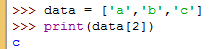 >>> data = ['a','b','c']
>>> print(data[2])
c